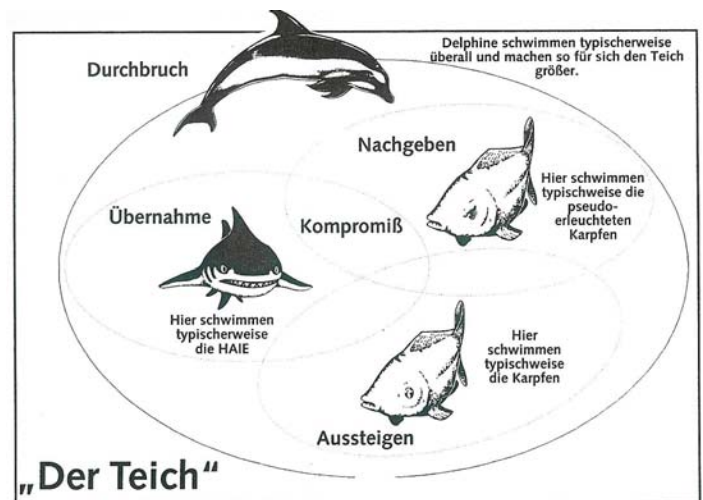 Durchbruch
Delphine schwimmen typischerweise
überall und machen so für sich den Teich
größer.
Nachgeben
Hier schwimmen
typischweise die
pseudo-
erleuchteten
Karpfen
Übernahme
Kompromiß
Hier schwimmen
typischerweise
die HAIE
Hier
schwimmen
typischweise
die Karpfen
Aussteigen
„Der Teich“